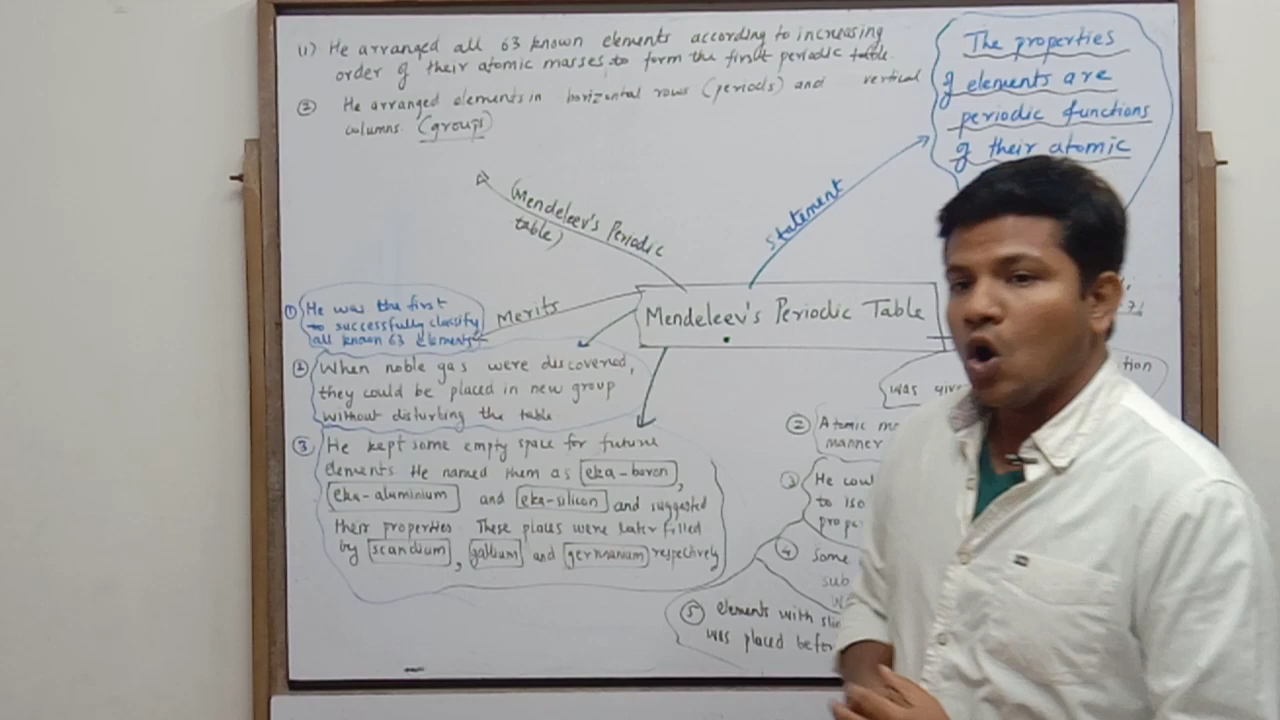 (1) He arranged all 63 known elements according to increasing
order of their atomic masses to form the first periodic table.
② He arranged elements in horizontal rows (periods) and vertical
columns (groups)
The properties
of elements are
periodic functions
of their atomic
(Mendeleev's Periodic
table)
statement
Mendeleev's Periodic Table
Merits
① He was the first
to successfully classify
all known 63 elements
② When noble gas were discovered,
they could be placed in new group
without disturbing the table
③ He kept some empty space for future
elements He named them as eka-boron,
eka-aluminium and eka-silicon and suggested
their properties. These places were later filled
by scandium, gallium and germanium respectively
tion
was
② Atomic
manner
③ He
to
④ Some
⑤ elements with
was placed